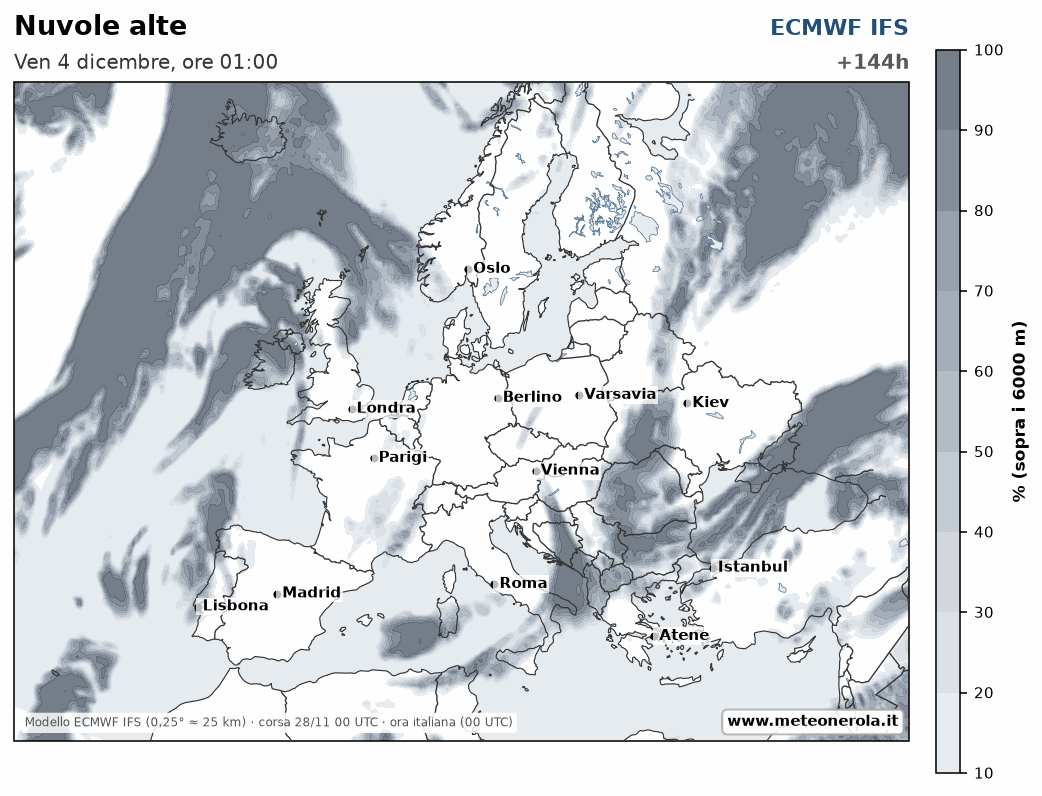 Nuvole alte
ECMWF IFS
Ven 4 dicembre, ore 01:00
+144h
100
90
80
70
60
50
40
30
20
10
% (sopra i 6000 m)
Oslo
Berlino
Varsavia
Kiev
Londra
Parigi
Vienna
Istanbul
Roma
Madrid
Lisbona
Atene
Modello ECMWF IFS (0,25° ≈ 25 km) · corsa 28/11 00 UTC · ora italiana (00 UTC)
www.meteonerola.it